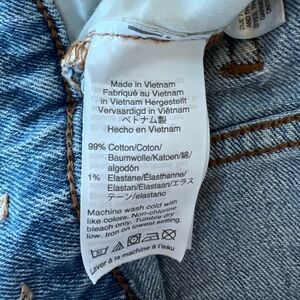 Made in Vietnam
Fabriqué au Vietnam
in Vietnam Hergestellt
Vervaardigd in Viêtnam
ベトナム製
Hecho en Vietnam
99% Cotton/Coton/
Baumwolle/Katoen/綿/
algodón
1% Elastane/Élasthanne/
Elastan/Elastaan/エラス
テーン/elastano
Machine wash cold with
like colors. Non-chlorine
bleach only. Tumble dry
low. Iron on lowest setting.
Laver à la machine à l'eau